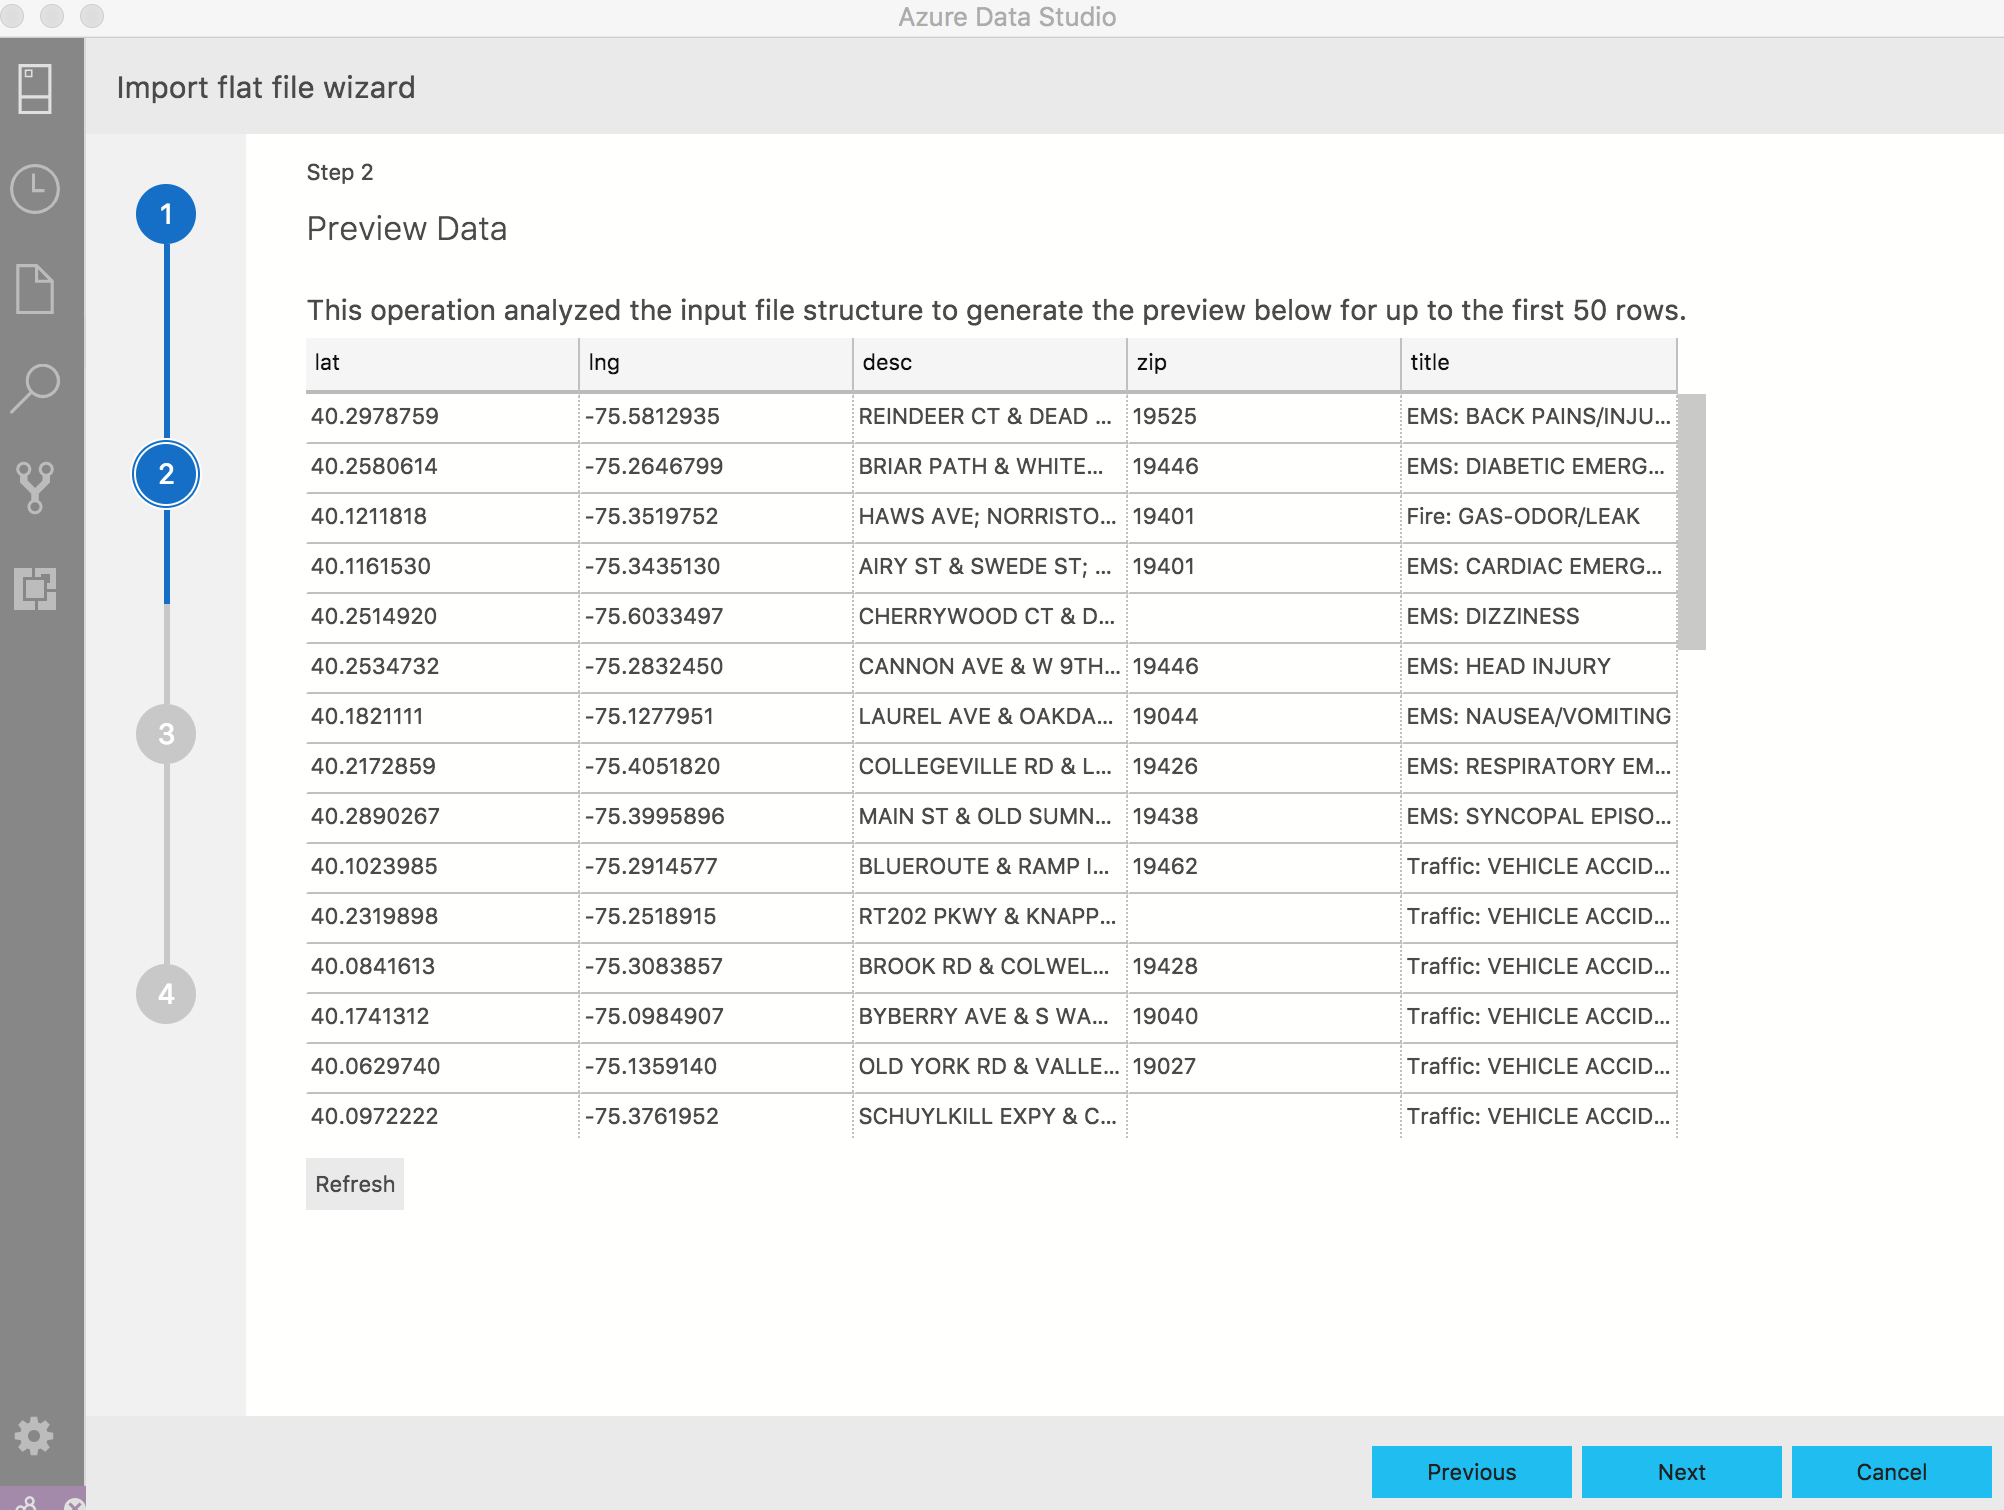 Azure Data Studio
Import flat file wizard
1
2
3
4
Step 2
Preview Data
This operation analyzed the input file structure to generate the preview below for up to the first 50 rows.
lat lng desc zip title
40.2978759 -75.5812935 REINDEER CT & DEAD ... 19525 EMS: BACK PAINS/INJU...
40.2580614 -75.2646799 BRIAR PATH & WHITE... 19446 EMS: DIABETIC EMERG...
40.1211818 -75.3519752 HAWS AVE; NORRISTO... 19401 Fire: GAS-ODOR/LEAK
40.1161530 -75.3435130 AIRY ST & SWEDE ST; ... 19401 EMS: CARDIAC EMERG...
40.2514920 -75.6033497 CHERRYWOOD CT & D... EMS: DIZZINESS
40.2534732 -75.2832450 CANNON AVE & W 9TH... 19446 EMS: HEAD INJURY
40.1821111 -75.1277951 LAUREL AVE & OAKDA... 19044 EMS: NAUSEA/VOMITING
40.2172859 -75.4051820 COLLEGEVILLE RD & L... 19426 EMS: RESPIRATORY EM...
40.2890267 -75.3995896 MAIN ST & OLD SUMN... 19438 EMS: SYNCOPAL EPISO...
40.1023985 -75.2914577 BLUEROUTE & RAMP I... 19462 Traffic: VEHICLE ACCID...
40.2319898 -75.2518915 RT202 PKWY & KNAPP... Traffic: VEHICLE ACCID...
40.0841613 -75.3083857 BROOK RD & COLWEL... 19428 Traffic: VEHICLE ACCID...
40.1741312 -75.0984907 BYBERRY AVE & S WA... 19040 Traffic: VEHICLE ACCID...
40.0629740 -75.1359140 OLD YORK RD & VALLE... 19027 Traffic: VEHICLE ACCID...
40.0972222 -75.3761952 SCHUYLKILL EXPY & C... Traffic: VEHICLE ACCID...
Refresh
Previous Next Cancel